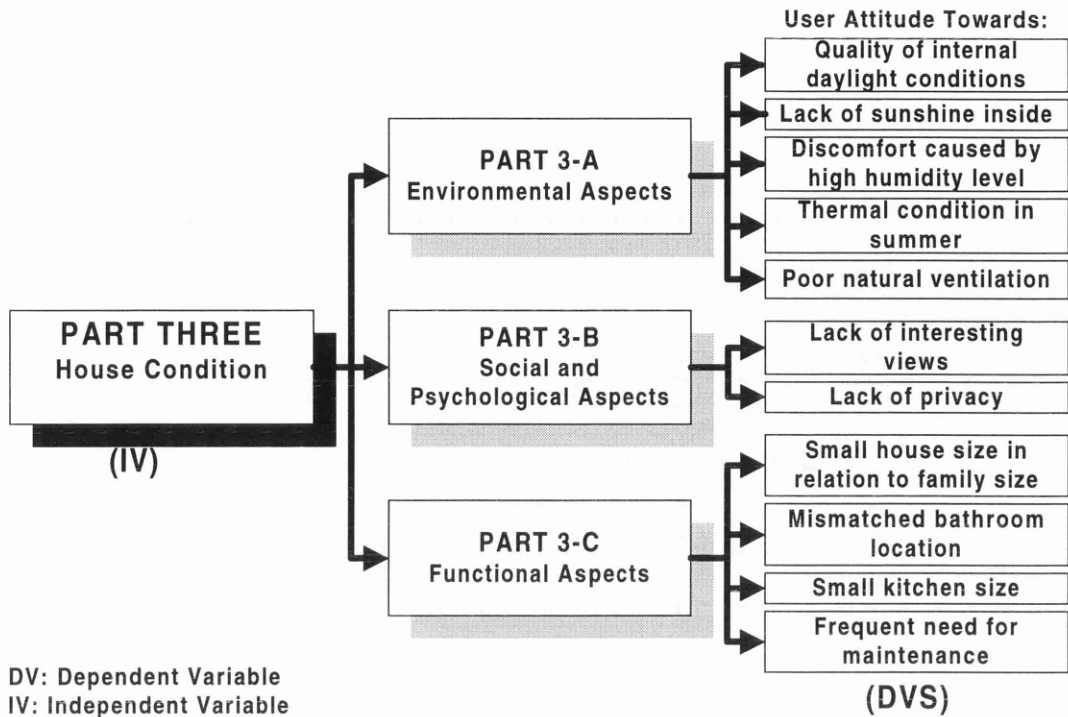 User Attitude Towards:
Quality of internal
daylight conditions
Lack of sunshine inside
Discomfort caused by
high humidity level
Thermal condition in
summer
Poor natural ventilation
PART 3-A
Environmental Aspects
PART THREE
House Condition
(IV)
PART 3-B
Social and
Psychological Aspects
Lack of interesting
views
Lack of privacy
PART 3-C
Functional Aspects
Small house size in
relation to family size
Mismatched bathroom
location
Small kitchen size
Frequent need for
maintenance
(DVS)
DV: Dependent Variable
IV: Independent Variable